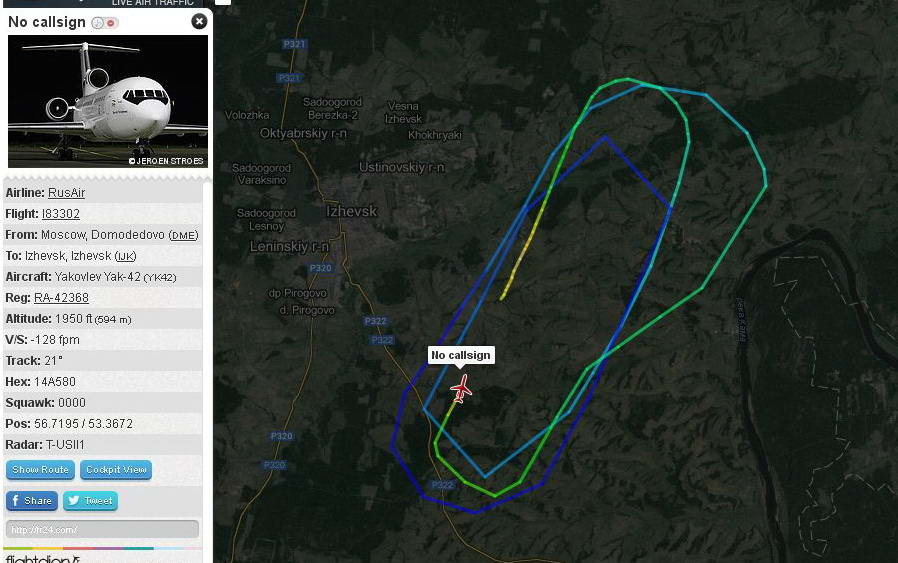 LIVE AIR TRAFFIC
No callsign
© JEROEN STROES
Airline: RusAir
Flight: I83302
From: Moscow, Domodedovo (DME)
To: Izhevsk, Izhevsk (IJK)
Aircraft: Yakovlev Yak-42 (YK42)
Reg: RA-42368
Altitude: 1950 ft (594 m)
V/S: -128 fpm
Track: 21°
Hex: 14A580
Squawk: 0000
Pos: 56.7195 / 53.3672
Radar: T-USII1
Show Route
Cockpit View
Share
Tweet
http://fr24.com/
P321
P321
Volozhka
Sadoogorod
Berezka-2
Vesna
Izhevsk
Oktyabrskiy r-n
Khokhryaki
Sadoogorod
Varaksino
Ustinovskiy r-n
Sadoogorod
Lesnoy
Izhevsk
Leninskiy r-n
P320
dp Pirogovo
d. Pirogovo
P322
P322
No callsign
P320
P320
P322
река Кама